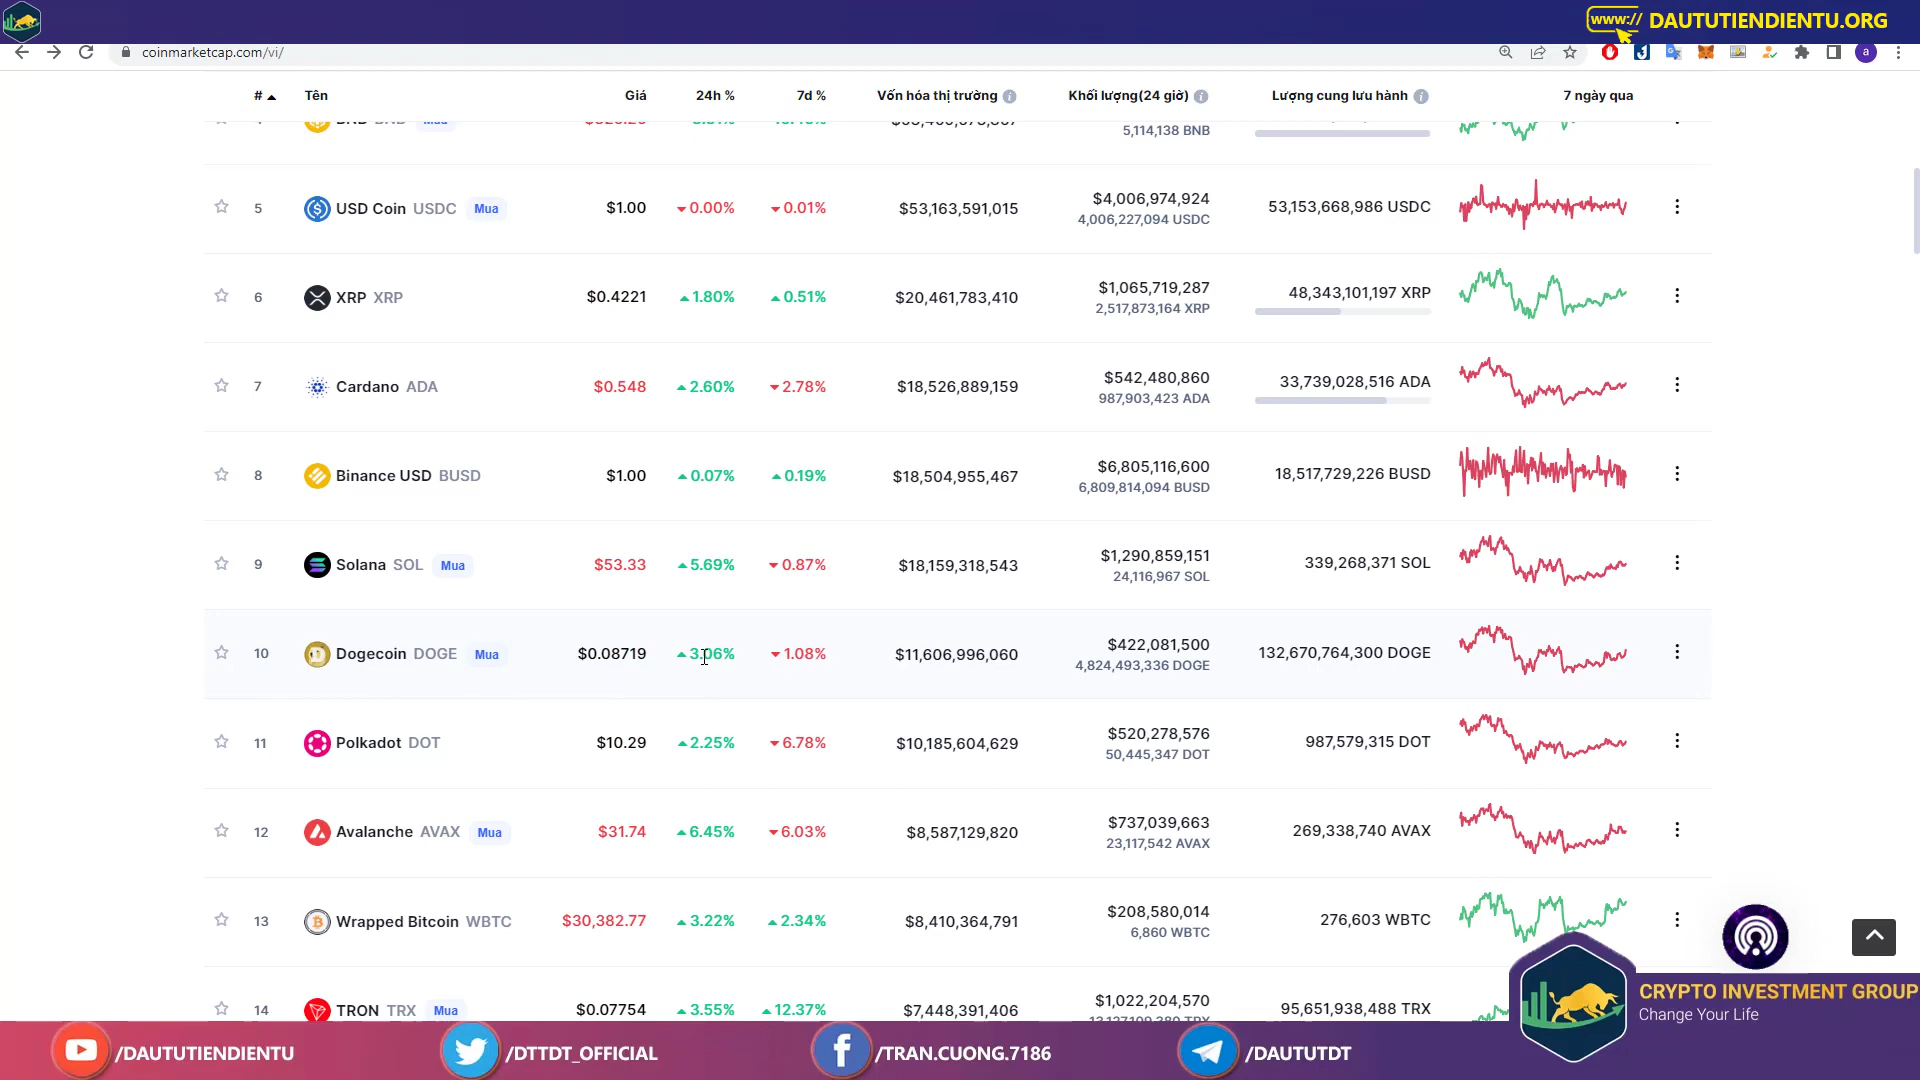 www:// DAUTUTIENDIENTU.ORG
coinmarketcap.com/vi/
a
# Tên Giá 24h % 7d % Vốn hóa thị trường Khối lượng(24 giờ) Lượng cung lưu hành 7 ngày qua
BNB BNB Mua
5,114,138 BNB
5 USD Coin USDC Mua $1.00 0.00% 0.01% $53,163,591,015 $4,006,974,924 53,153,668,986 USDC
4,006,227,094 USDC
6 XRP XRP $0.4221 1.80% 0.51% $20,461,783,410 $1,065,719,287 48,343,101,197 XRP
2,517,873,164 XRP
7 Cardano ADA $0.548 2.60% 2.78% $18,526,889,159 $542,480,860 33,739,028,516 ADA
987,903,423 ADA
8 Binance USD BUSD $1.00 0.07% 0.19% $18,504,955,467 $6,805,116,600 18,517,729,226 BUSD
6,809,814,094 BUSD
9 Solana SOL Mua $53.33 5.69% 0.87% $18,159,318,543 $1,290,859,151 339,268,371 SOL
24,116,967 SOL
10 Dogecoin DOGE Mua $0.08719 3.06% 1.08% $11,606,996,060 $422,081,500 132,670,764,300 DOGE
4,824,493,336 DOGE
11 Polkadot DOT $10.29 2.25% 6.78% $10,185,604,629 $520,278,576 987,579,315 DOT
50,445,347 DOT
12 Avalanche AVAX Mua $31.74 6.45% 6.03% $8,587,129,820 $737,039,663 269,338,740 AVAX
23,117,542 AVAX
13 Wrapped Bitcoin WBTC $30,382.77 3.22% 2.34% $8,410,364,791 $208,580,014 276,603 WBTC
6,860 WBTC
14 TRON TRX Mua $0.07754 3.55% 12.37% $7,448,391,406 $1,022,204,570 95,651,938,488 TRX
CRYPTO INVESTMENT GROUP
Change Your Life
/DAUTUTIENDIENTU /DTTDT_OFFICIAL /TRAN.CUONG.7186 /DAUTUTDT